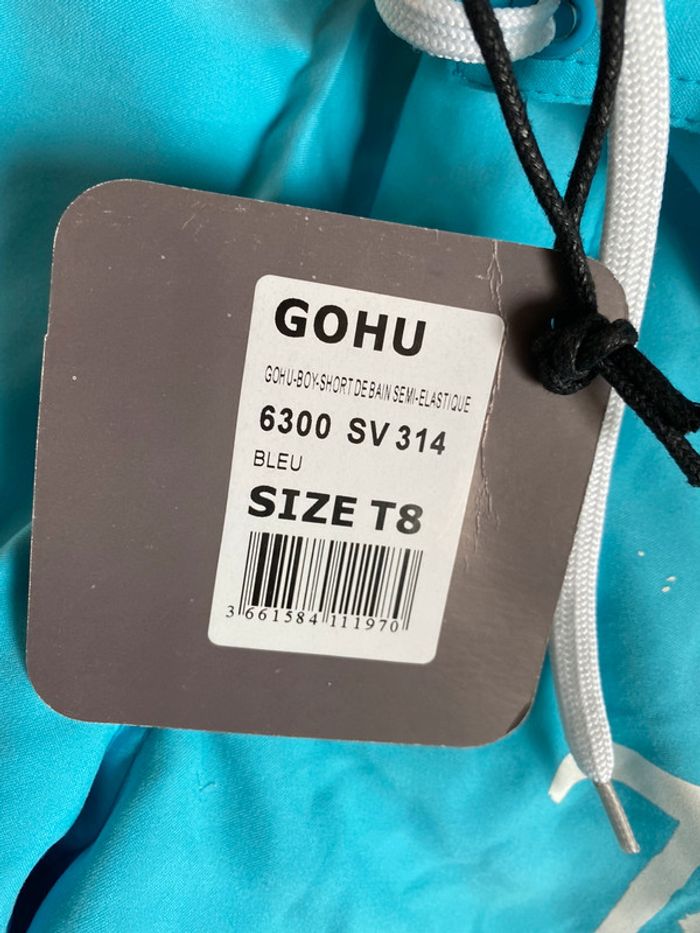 GOHU
GOHU-BOY-SHORT DE BAIN SEMI-ELASTIQUE
6300 SV 314
BLEU
SIZE T8
3 661584 111970